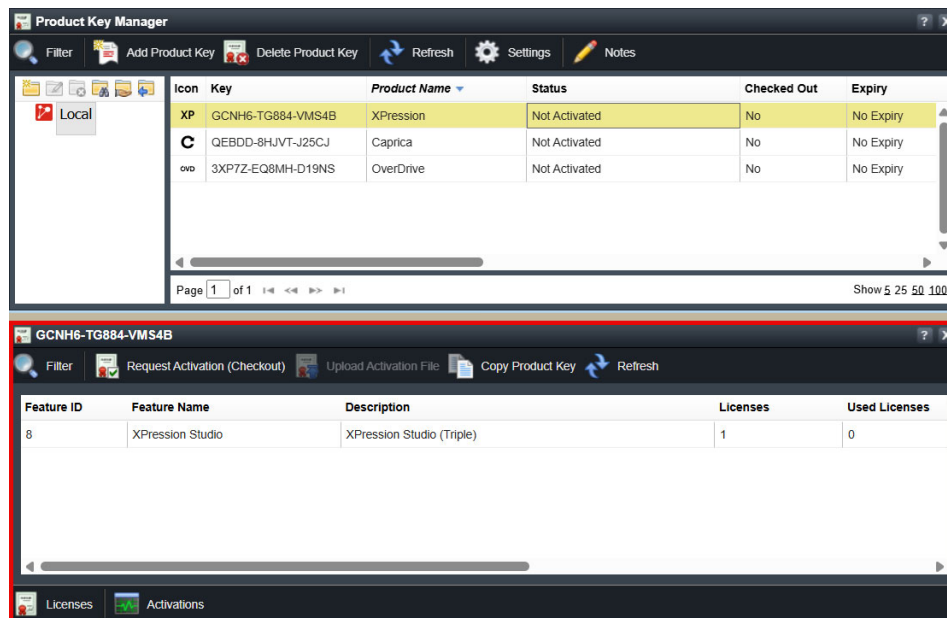 Product Key Manager ?
Filter Add Product Key Delete Product Key Refresh Settings Notes
Icon Key Product Name Status Checked Out Expiry
Local
XP GCNH6-TG884-VMS4B XPression Not Activated No No Expiry
C QEBDD-8HJVT-J25CJ Caprica Not Activated No No Expiry
OVD 3XP7Z-EQ8MH-D19NS OverDrive Not Activated No No Expiry
Page 1 of 1 Show 5 25 50 100
GCNH6-TG884-VMS4B ?
Filter Request Activation (Checkout) Upload Activation File Copy Product Key Refresh
Feature ID Feature Name Description Licenses Used Licenses
8 XPression Studio XPression Studio (Triple) 1 0
Licenses Activations